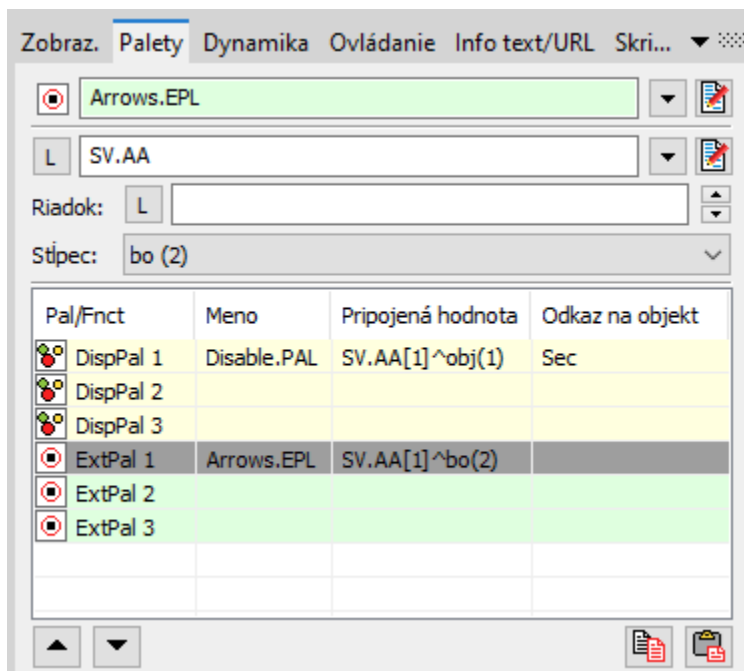 Zobraz. Palety Dynamika Ovládanie Info text/URL Skri...
Arrows.EPL
L SV.AA
Riadok: L
Stĺpec: bo (2)
Pal/Fnct Meno Pripojená hodnota Odkaz na objekt
DispPal 1 Disable.PAL SV.AA[1]^obj(1) Sec
DispPal 2
DispPal 3
ExtPal 1 Arrows.EPL SV.AA[1]^bo(2)
ExtPal 2
ExtPal 3